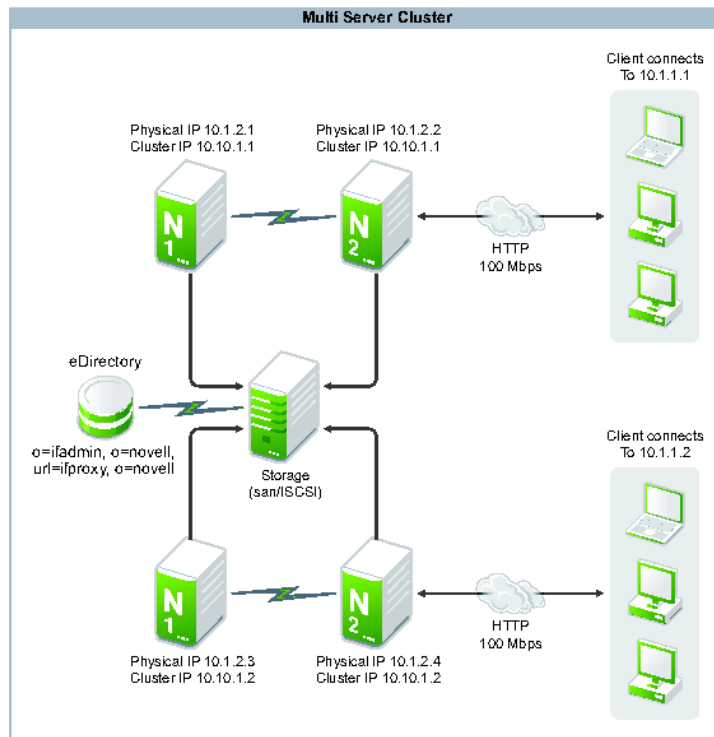 Multi Server Cluster
Client connects
To 10.1.1.1
Physical IP 10.1.2.1
Cluster IP 10.10.1.1
Physical IP 10.1.2.2
Cluster IP 10.10.1.1
N
1
N
2
HTTP
100 Mbps
eDirectory
o=ifadmin, o=novell,
url=ifproxy, o=novell
Storage
(san/ISCSI)
Client connects
To 10.1.1.2
N
1
N
2
HTTP
100 Mbps
Physical IP 10.1.2.3
Cluster IP 10.10.1.2
Physical IP 10.1.2.4
Cluster IP 10.10.1.2